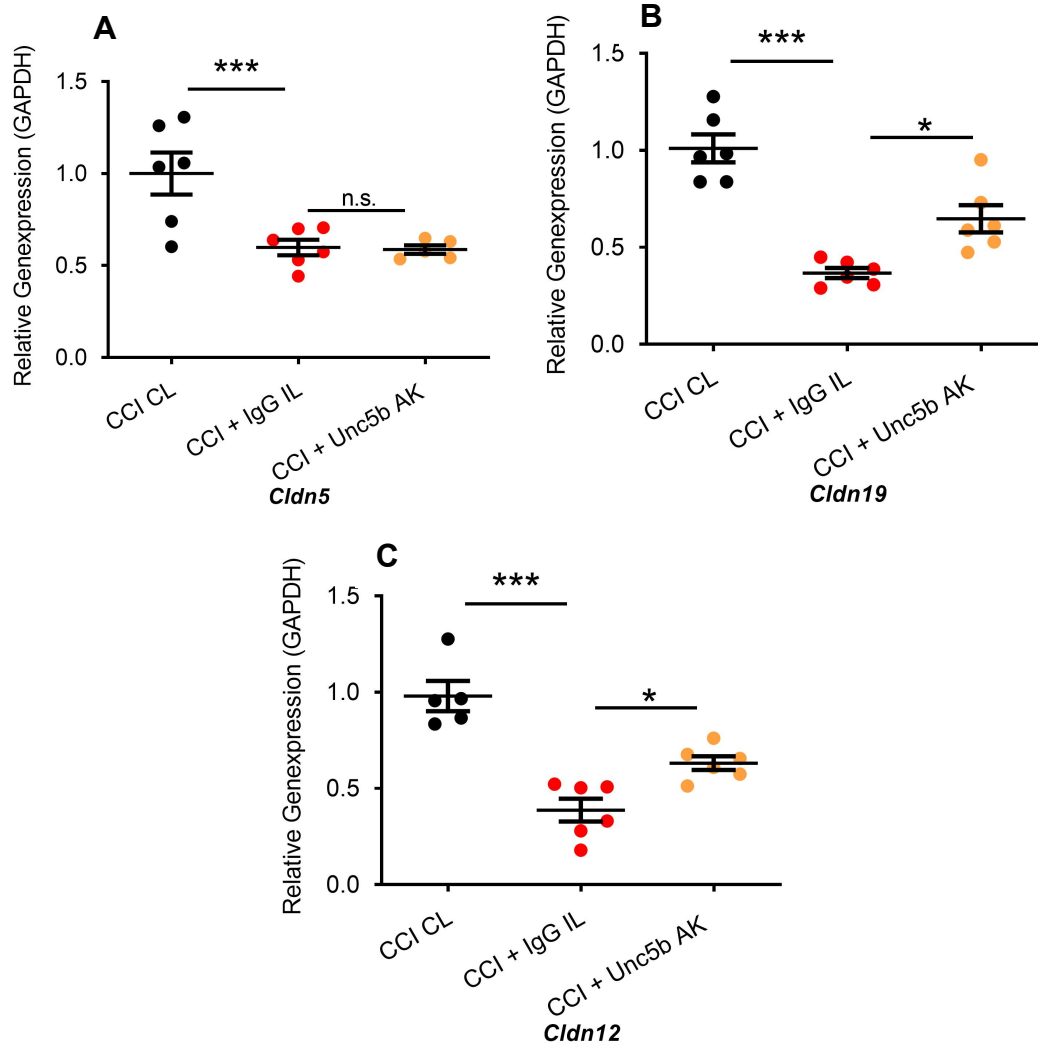 A
Relative Genexpression (GAPDH)
1.5
1.0
0.5
0.0
***
n.s.
CCI CL
CCI + IgG IL
CCI + Unc5b AK
Cldn5
B
Relative Genexpression (GAPDH)
1.5
1.0
0.5
0.0
***
*
CCI CL
CCI + IgG IL
CCI + Unc5b AK
Cldn19
C
Relative Genexpression (GAPDH)
1.5
1.0
0.5
0.0
***
*
CCI CL
CCI + IgG IL
CCI + Unc5b AK
Cldn12